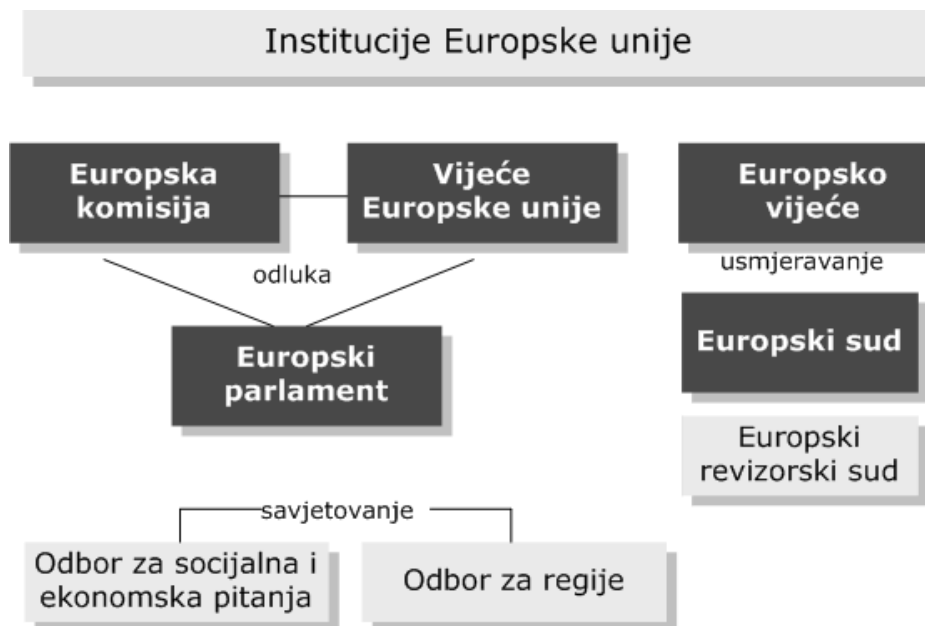 Institucije Europske unije
Europska
komisija
Vijeće
Europske unije
Europsko
vijeće
odluka
usmjeravanje
Europski
parlament
Europski sud
Europski
revizorski sud
savjetovanje
Odbor za socijalna i
ekonomska pitanja
Odbor za regije